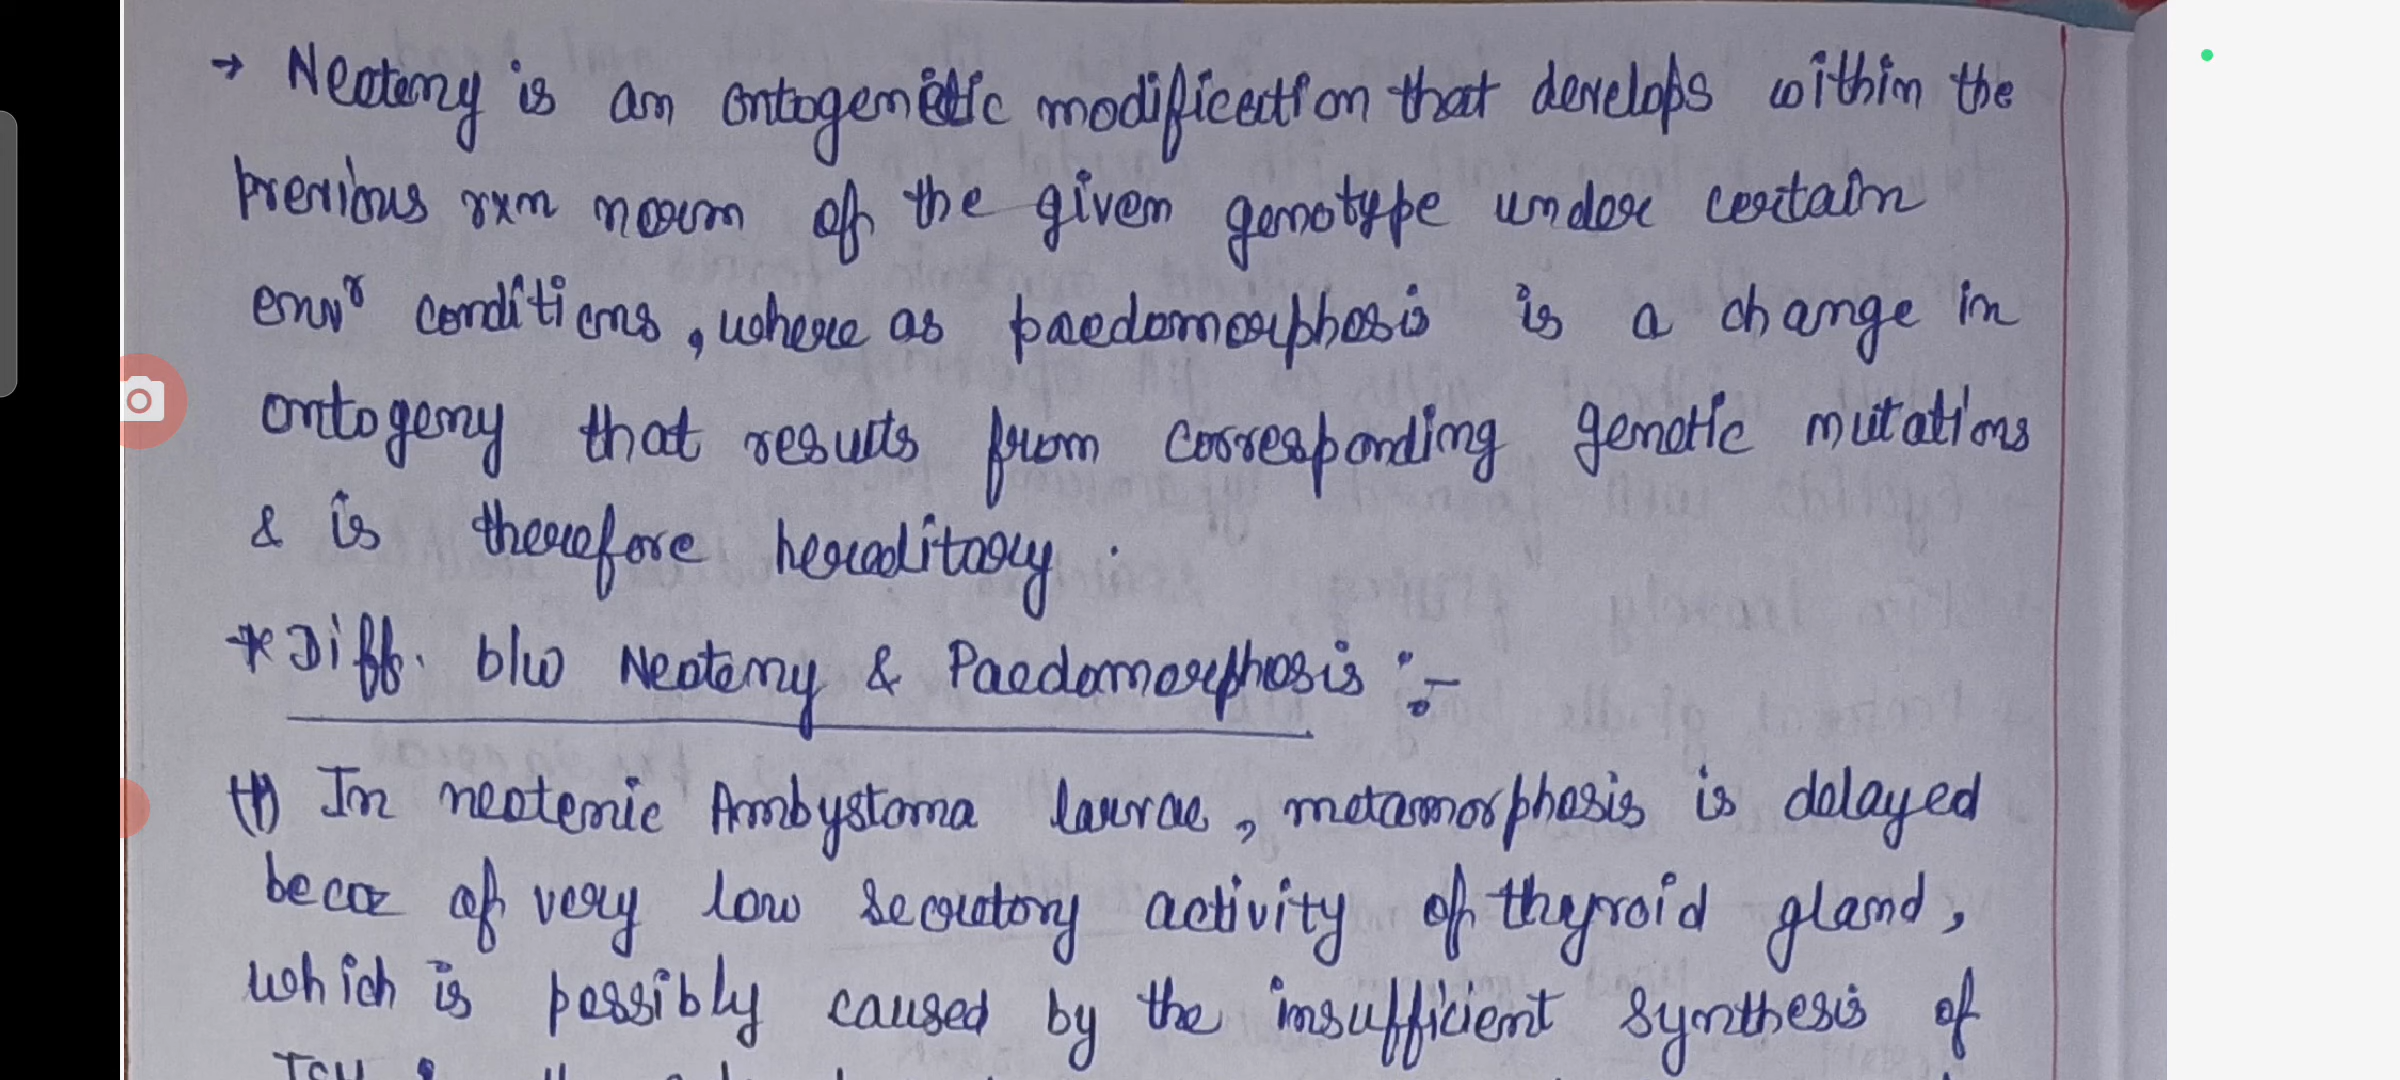 → Neoteny is an ontogenetic modification that develops within the
previous rxn norm of the given genotype under certain
envr conditions, where as paedomorphosis is a change in
ontogeny that results from corresponding genetic mutations
& is therefore hereditary.
*Diff. b/w Neoteny & Paedomorphosis :-
(1) In neotenic Ambystoma larvae, metamorphosis is delayed
becoz of very low secretory activity of thyroid gland,
which is possibly caused by the insufficient synthesis of
TSH